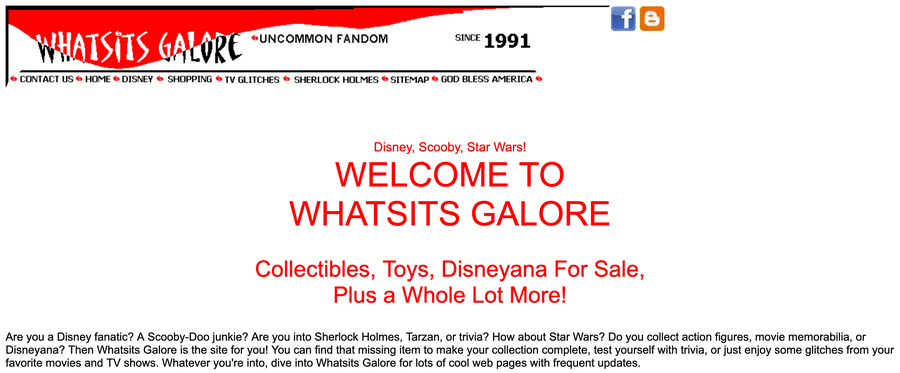 WHATSITS GALORE UNCOMMON FANDOM SINCE 1991
CONTACT US HOME DISNEY SHOPPING TV GLITCHES SHERLOCK HOLMES SITEMAP GOD BLESS AMERICA
Disney, Scooby, Star Wars!
WELCOME TO
WHATSITS GALORE
Collectibles, Toys, Disneyana For Sale,
Plus a Whole Lot More!
Are you a Disney fanatic? A Scooby-Doo junkie? Are you into Sherlock Holmes, Tarzan, or trivia? How about Star Wars? Do you collect action figures, movie memorabilia, or
Disneyana? Then Whatsits Galore is the site for you! You can find that missing item to make your collection complete, test yourself with trivia, or just enjoy some glitches from your
favorite movies and TV shows. Whatever you're into, dive into Whatsits Galore for lots of cool web pages with frequent updates.